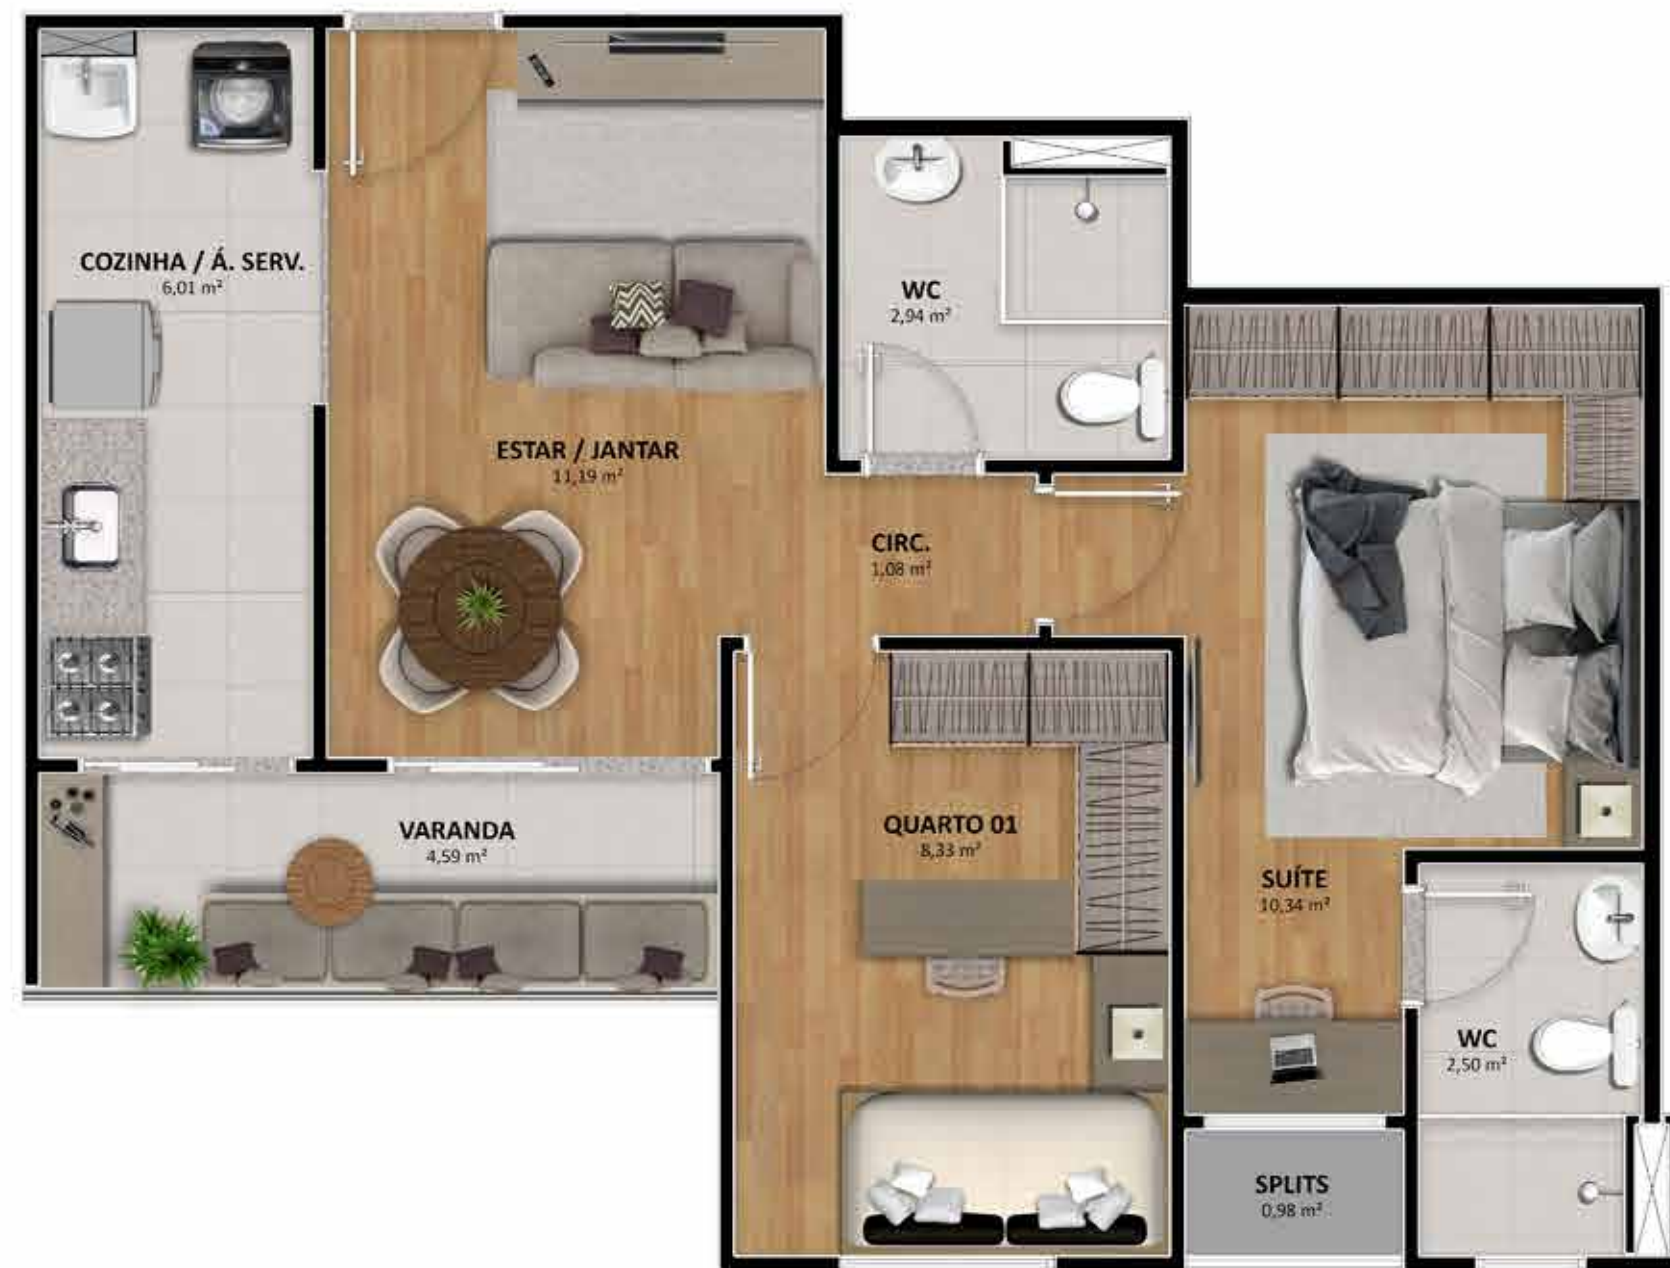 COZINHA / Á. SERV.
6,01 m²
WC
2,94 m²
ESTAR / JANTAR
11,19 m²
CIRC.
1,08 m²
VARANDA
4,59 m²
QUARTO 01
8,33 m²
SUÍTE
10,34 m²
WC
2,50 m²
SPLITS
0,98 m²